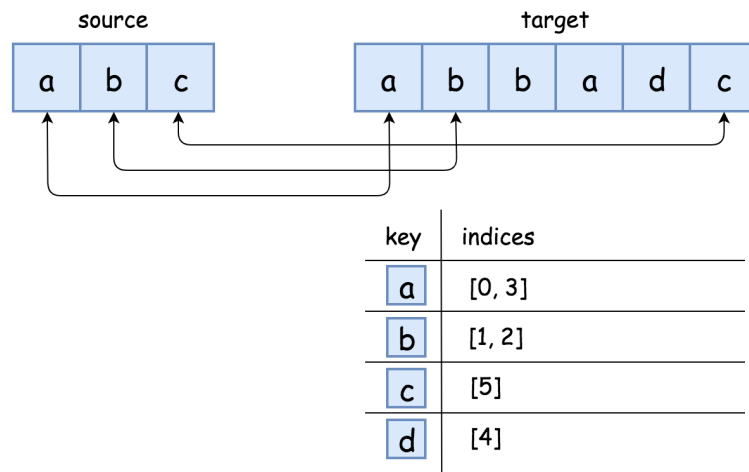 source
target
a b c
a b b a d c
key indices
a [0, 3]
b [1, 2]
c [5]
d [4]